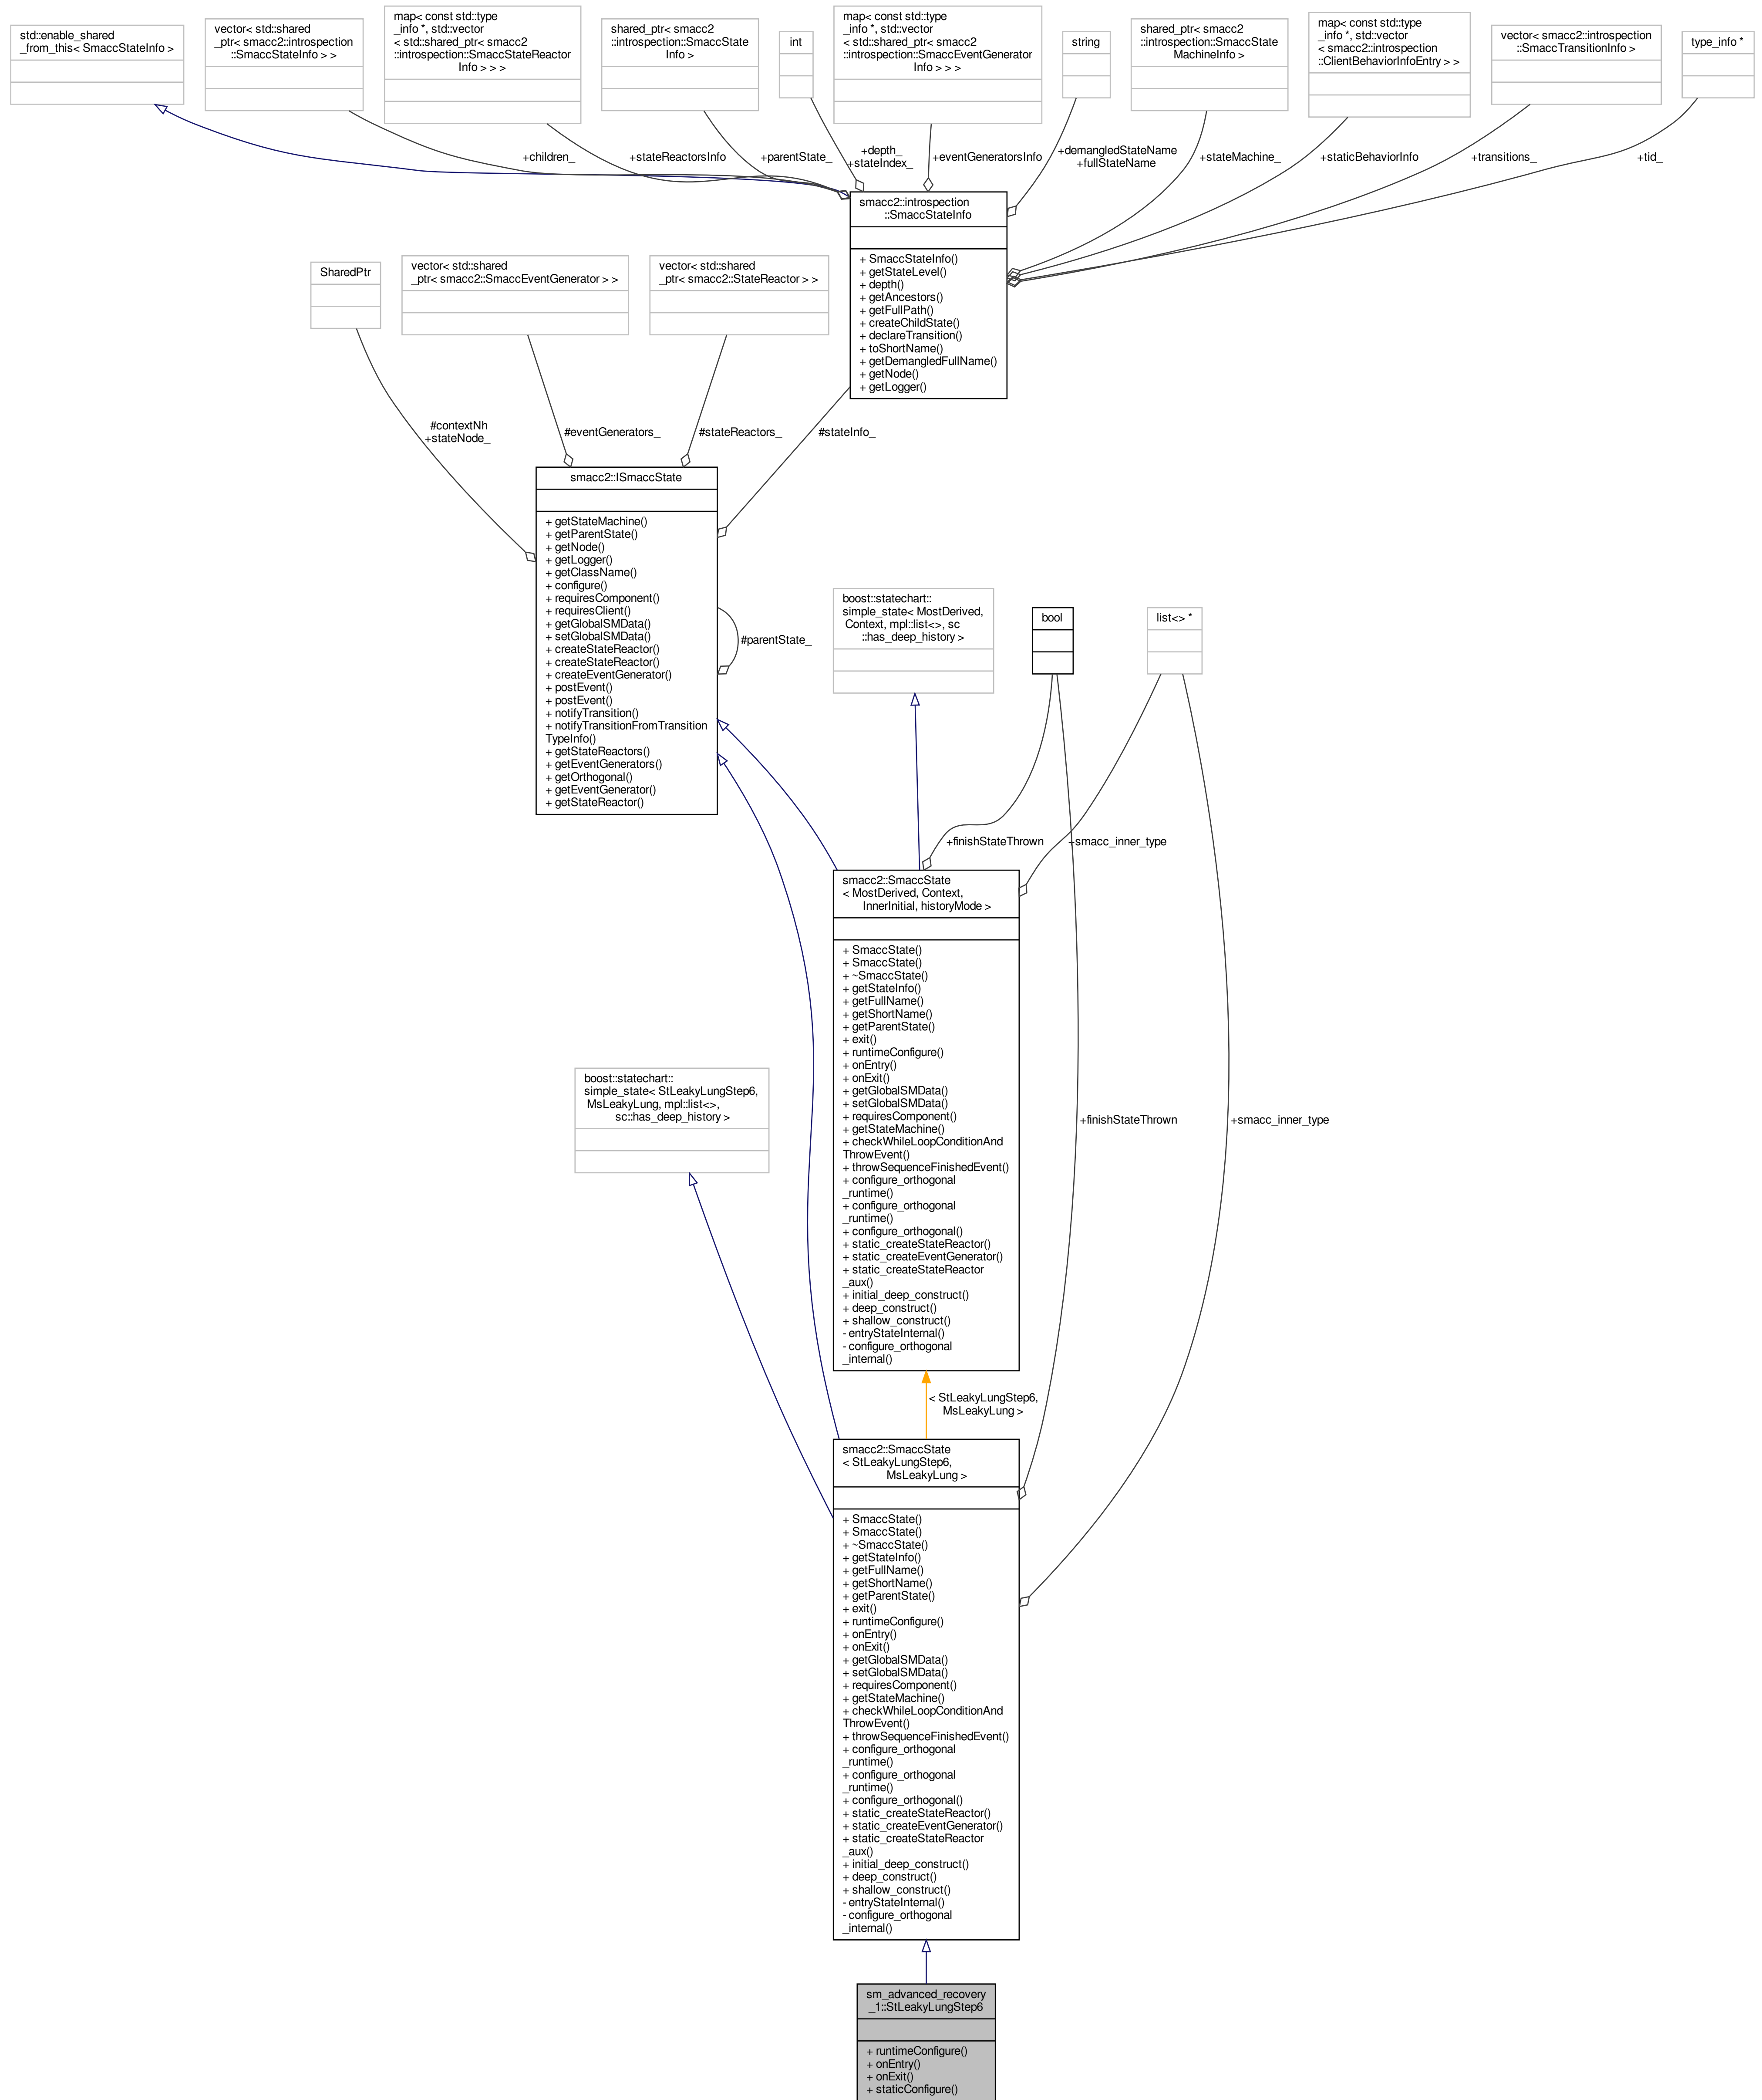 std::enable_shared
_from_this< SmaccStateInfo >
vector< std::shared
_ptr< smacc2::introspection
::SmaccStateInfo > >
map< const std::type
_info *, std::vector
< std::shared_ptr< smacc2
::introspection::SmaccStateReactor
Info > > >
shared_ptr< smacc2
::introspection::SmaccState
Info >
int
map< const std::type
_info *, std::vector
< std::shared_ptr< smacc2
::introspection::SmaccEventGenerator
Info > > >
string
shared_ptr< smacc2
::introspection::SmaccState
MachineInfo >
map< const std::type
_info *, std::vector
< smacc2::introspection
::ClientBehaviorInfoEntry > >
vector< smacc2::introspection
::SmaccTransitionInfo >
type_info *
+children_
+stateReactorsInfo
+parentState_
+depth_
+stateIndex_
+eventGeneratorsInfo
+demangledStateName
+fullStateName
+stateMachine_
+staticBehaviorInfo
+transitions_
+tid_
smacc2::introspection
::SmaccStateInfo
+ SmaccStateInfo()
+ getStateLevel()
+ depth()
+ getAncestors()
+ getFullPath()
+ createChildState()
+ declareTransition()
+ toShortName()
+ getDemangledFullName()
+ getNode()
+ getLogger()
SharedPtr
vector< std::shared
_ptr< smacc2::SmaccEventGenerator > >
vector< std::shared
_ptr< smacc2::StateReactor > >
#contextNh
+stateNode_
#eventGenerators_
#stateReactors_
#stateInfo_
smacc2::ISmaccState
+ getStateMachine()
+ getParentState()
+ getNode()
+ getLogger()
+ getClassName()
+ configure()
+ requiresComponent()
+ requiresClient()
+ getGlobalSMData()
+ setGlobalSMData()
+ createStateReactor()
+ createStateReactor()
+ createEventGenerator()
+ postEvent()
+ postEvent()
+ notifyTransition()
+ notifyTransitionFromTransition
TypeInfo()
+ getStateReactors()
+ getEventGenerators()
+ getOrthogonal()
+ getEventGenerator()
+ getStateReactor()
#parentState_
boost::statechart::
simple_state< MostDerived,
Context, mpl::list<>, sc
::has_deep_history >
bool
list<> *
+finishStateThrown
+smacc_inner_type
smacc2::SmaccState
< MostDerived, Context,
InnerInitial, historyMode >
+ SmaccState()
+ SmaccState()
+ ~SmaccState()
+ getStateInfo()
+ getFullName()
+ getShortName()
+ getParentState()
+ exit()
+ runtimeConfigure()
+ onEntry()
+ onExit()
+ getGlobalSMData()
+ setGlobalSMData()
+ requiresComponent()
+ getStateMachine()
+ checkWhileLoopConditionAnd
ThrowEvent()
+ throwSequenceFinishedEvent()
+ configure_orthogonal
_runtime()
+ configure_orthogonal
_runtime()
+ configure_orthogonal()
+ static_createStateReactor()
+ static_createEventGenerator()
+ static_createStateReactor
_aux()
+ initial_deep_construct()
+ deep_construct()
+ shallow_construct()
- entryStateInternal()
- configure_orthogonal
_internal()
boost::statechart::
simple_state< StLeakyLungStep6,
MsLeakyLung, mpl::list<>,
sc::has_deep_history >
+finishStateThrown
+smacc_inner_type
< StLeakyLungStep6,
MsLeakyLung >
smacc2::SmaccState
< StLeakyLungStep6,
MsLeakyLung >
+ SmaccState()
+ SmaccState()
+ ~SmaccState()
+ getStateInfo()
+ getFullName()
+ getShortName()
+ getParentState()
+ exit()
+ runtimeConfigure()
+ onEntry()
+ onExit()
+ getGlobalSMData()
+ setGlobalSMData()
+ requiresComponent()
+ getStateMachine()
+ checkWhileLoopConditionAnd
ThrowEvent()
+ throwSequenceFinishedEvent()
+ configure_orthogonal
_runtime()
+ configure_orthogonal
_runtime()
+ configure_orthogonal()
+ static_createStateReactor()
+ static_createEventGenerator()
+ static_createStateReactor
_aux()
+ initial_deep_construct()
+ deep_construct()
+ shallow_construct()
- entryStateInternal()
- configure_orthogonal
_internal()
sm_advanced_recovery
_1::StLeakyLungStep6
+ runtimeConfigure()
+ onEntry()
+ onExit()
+ staticConfigure()